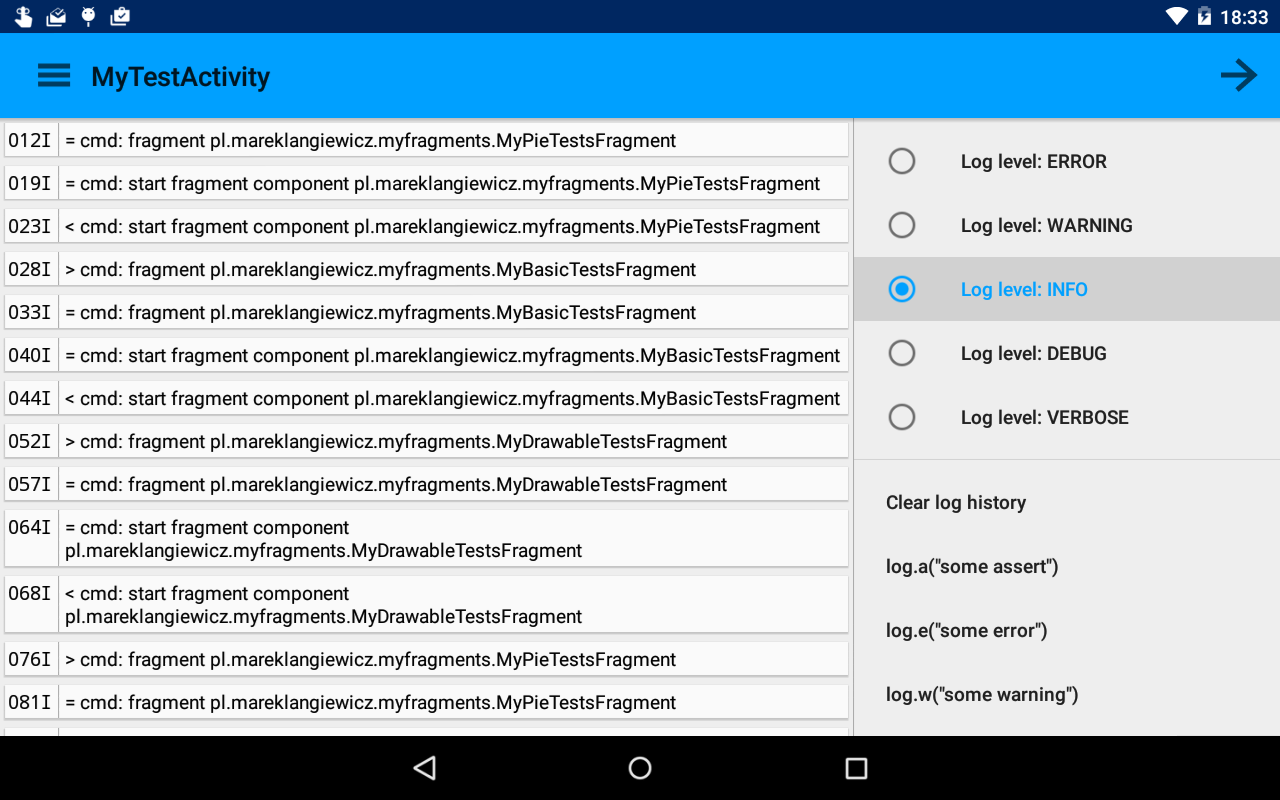 18:33
MyTestActivity
012I = cmd: fragment pl.mareklangiewicz.myfragments.MyPieTestsFragment
019I = cmd: start fragment component pl.mareklangiewicz.myfragments.MyPieTestsFragment
023I < cmd: start fragment component pl.mareklangiewicz.myfragments.MyPieTestsFragment
028I > cmd: fragment pl.mareklangiewicz.myfragments.MyBasicTestsFragment
033I = cmd: fragment pl.mareklangiewicz.myfragments.MyBasicTestsFragment
040I = cmd: start fragment component pl.mareklangiewicz.myfragments.MyBasicTestsFragment
044I < cmd: start fragment component pl.mareklangiewicz.myfragments.MyBasicTestsFragment
052I > cmd: fragment pl.mareklangiewicz.myfragments.MyDrawableTestsFragment
057I = cmd: fragment pl.mareklangiewicz.myfragments.MyDrawableTestsFragment
064I = cmd: start fragment component
pl.mareklangiewicz.myfragments.MyDrawableTestsFragment
068I < cmd: start fragment component
pl.mareklangiewicz.myfragments.MyDrawableTestsFragment
076I > cmd: fragment pl.mareklangiewicz.myfragments.MyPieTestsFragment
081I = cmd: fragment pl.mareklangiewicz.myfragments.MyPieTestsFragment
Log level: ERROR
Log level: WARNING
Log level: INFO
Log level: DEBUG
Log level: VERBOSE
Clear log history
log.a("some assert")
log.e("some error")
log.w("some warning")